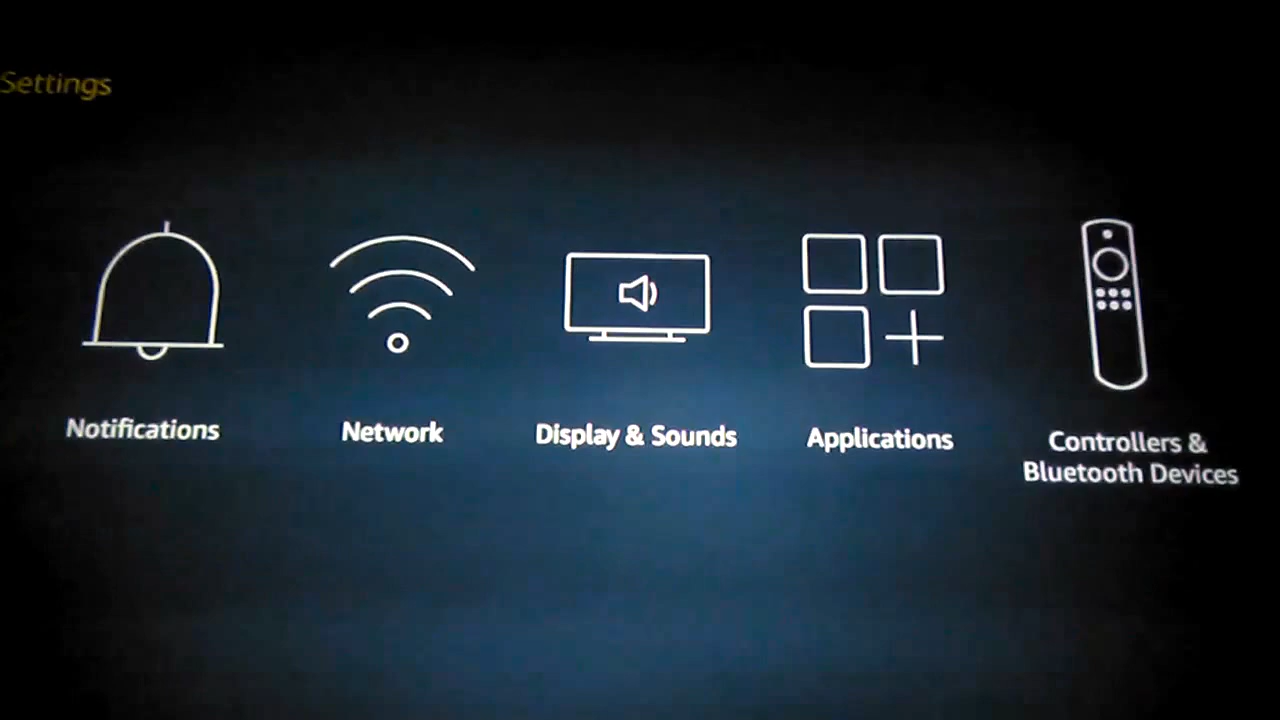 Settings
Notifications
Network
Display & Sounds
Applications
Controllers &
Bluetooth Devices